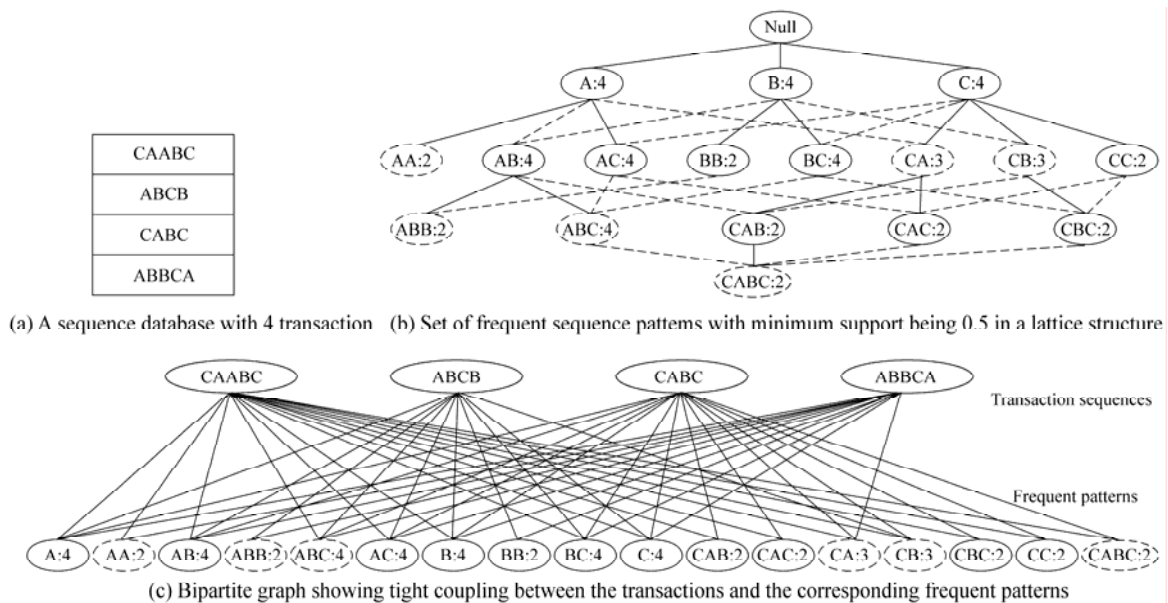 Null
A:4 B:4 C:4
CAABC
ABCB
CABC
ABBCA
AA:2 AB:4 AC:4 BB:2 BC:4 CA:3 CB:3 CC:2
ABB:2 ABC:4 CAB:2 CAC:2 CBC:2
CABC:2
(a) A sequence database with 4 transaction
(b) Set of frequent sequence patterns with minimum support being 0.5 in a lattice structure
CAABC ABCB CABC ABBCA
Transaction sequences
Frequent patterns
A:4 AA:2 AB:4 ABB:2 ABC:4 AC:4 B:4 BB:2 BC:4 C:4 CAB:2 CAC:2 CA:3 CB:3 CBC:2 CC:2 CABC:2
(c) Bipartite graph showing tight coupling between the transactions and the corresponding frequent patterns